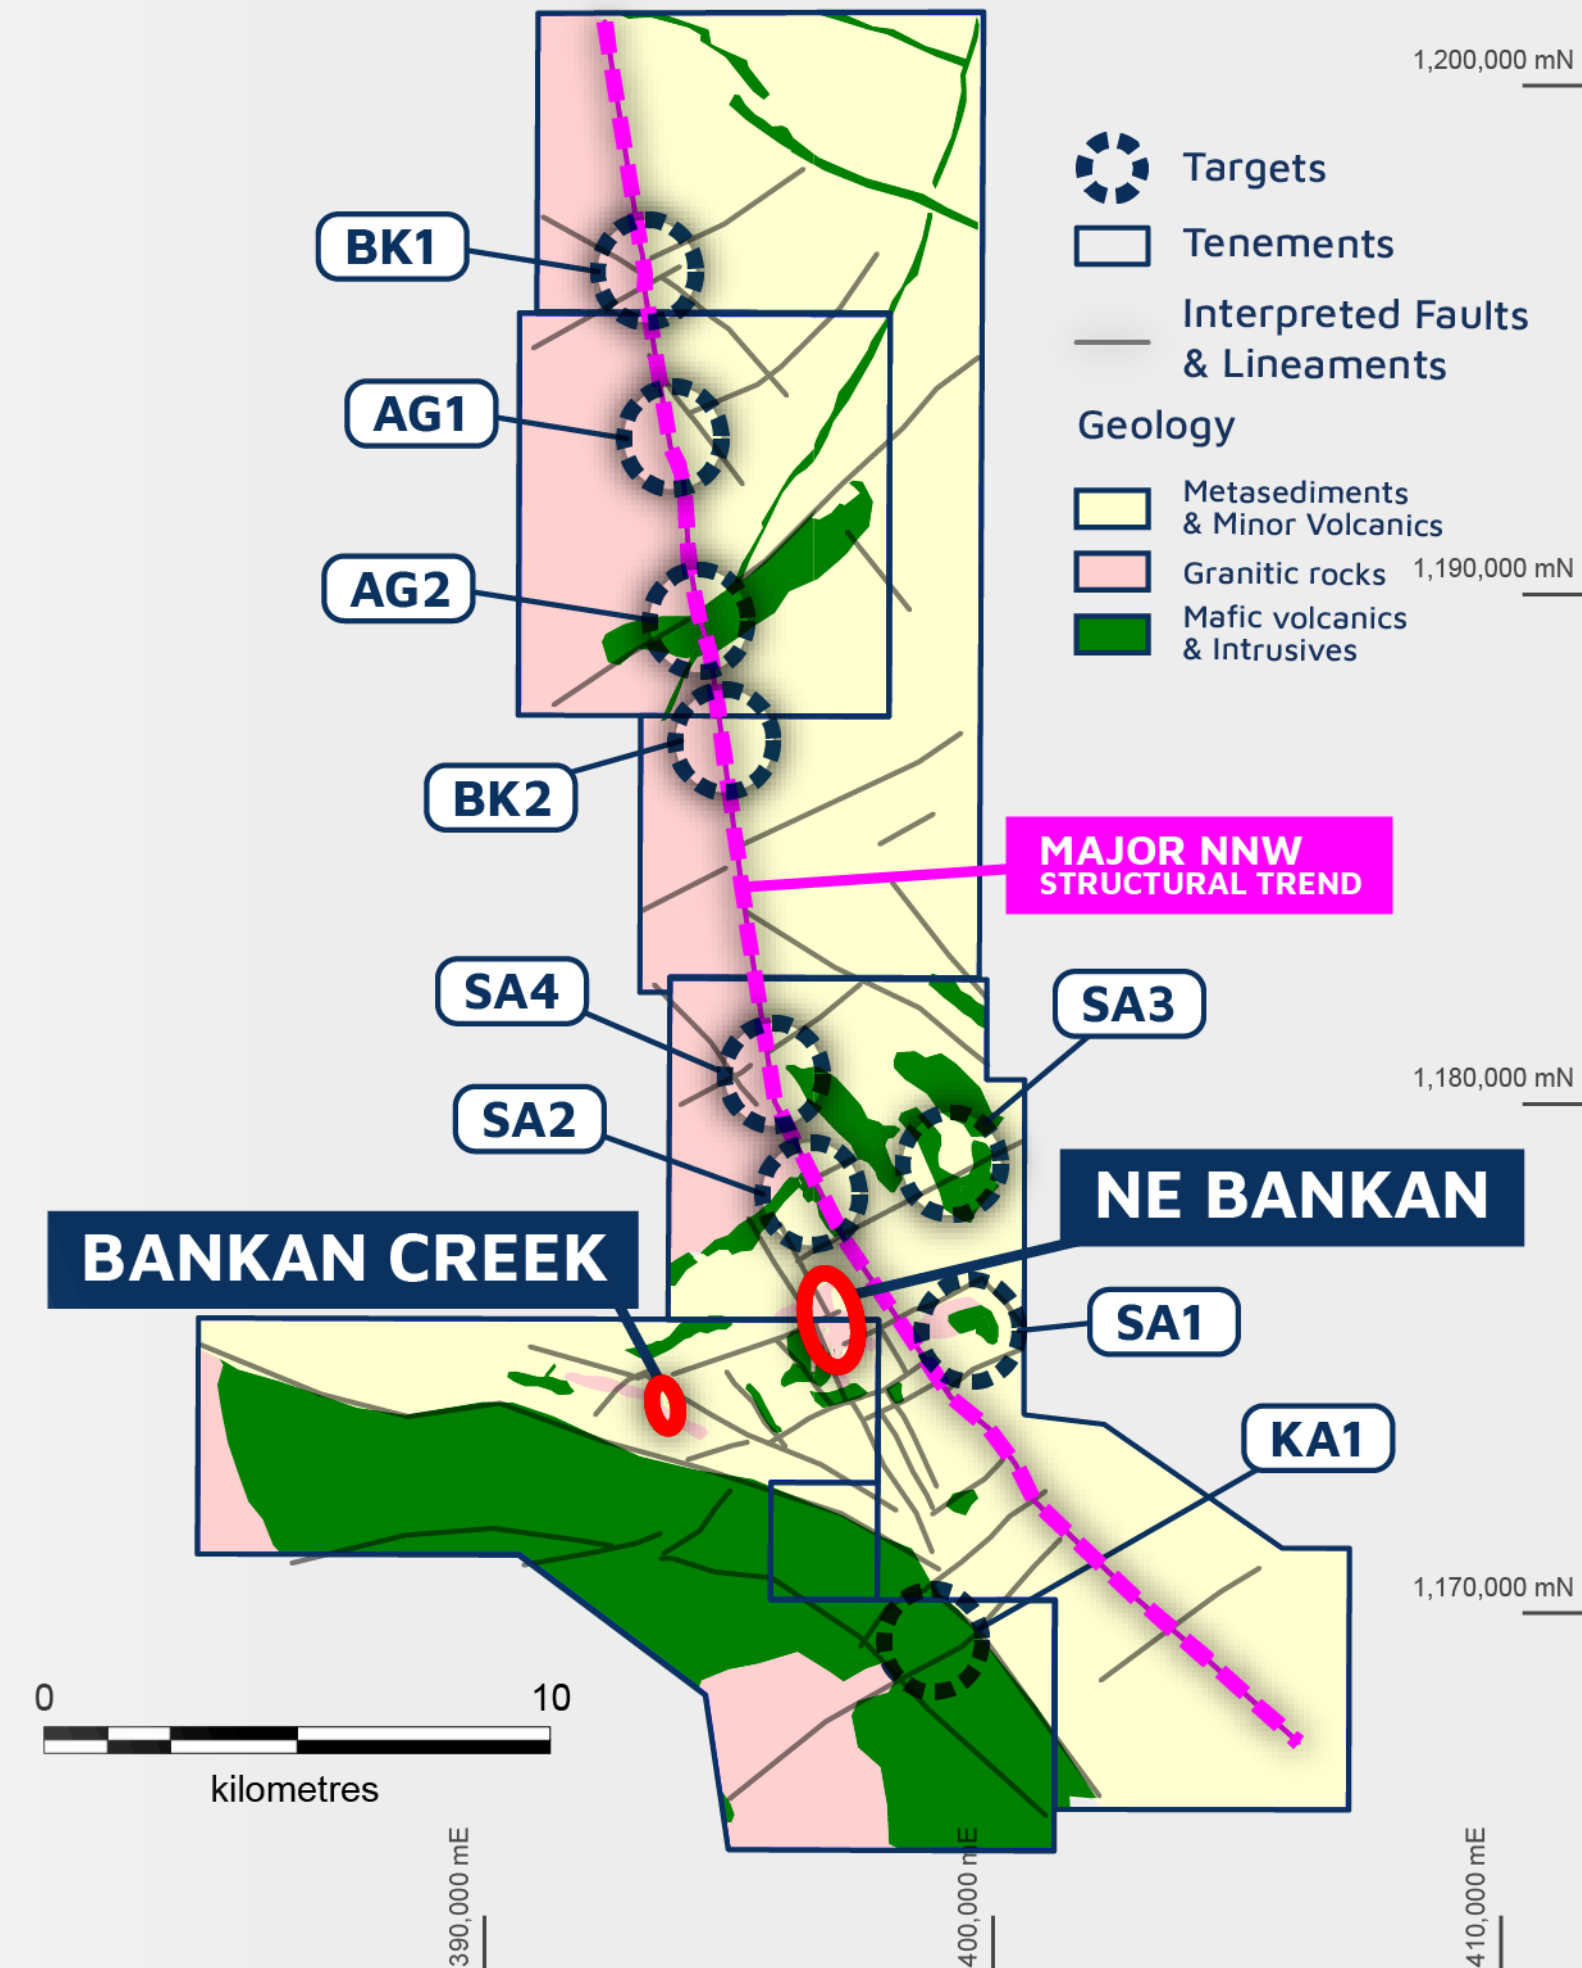 1,200,000 mN
Targets
Tenements
Interpreted Faults
& Lineaments
Geology
Metasediments
& Minor Volcanics
Granitic rocks
1,190,000 mN
Mafic volcanics
& Intrusives
BK1
AG1
AG2
BK2
MAJOR NNW
STRUCTURAL TREND
SA4
SA3
1,180,000 mN
SA2
NE BANKAN
BANKAN CREEK
SA1
KA1
1,170,000 mN
0 10
kilometres
390,000 mE
400,000 mE
410,000 mE